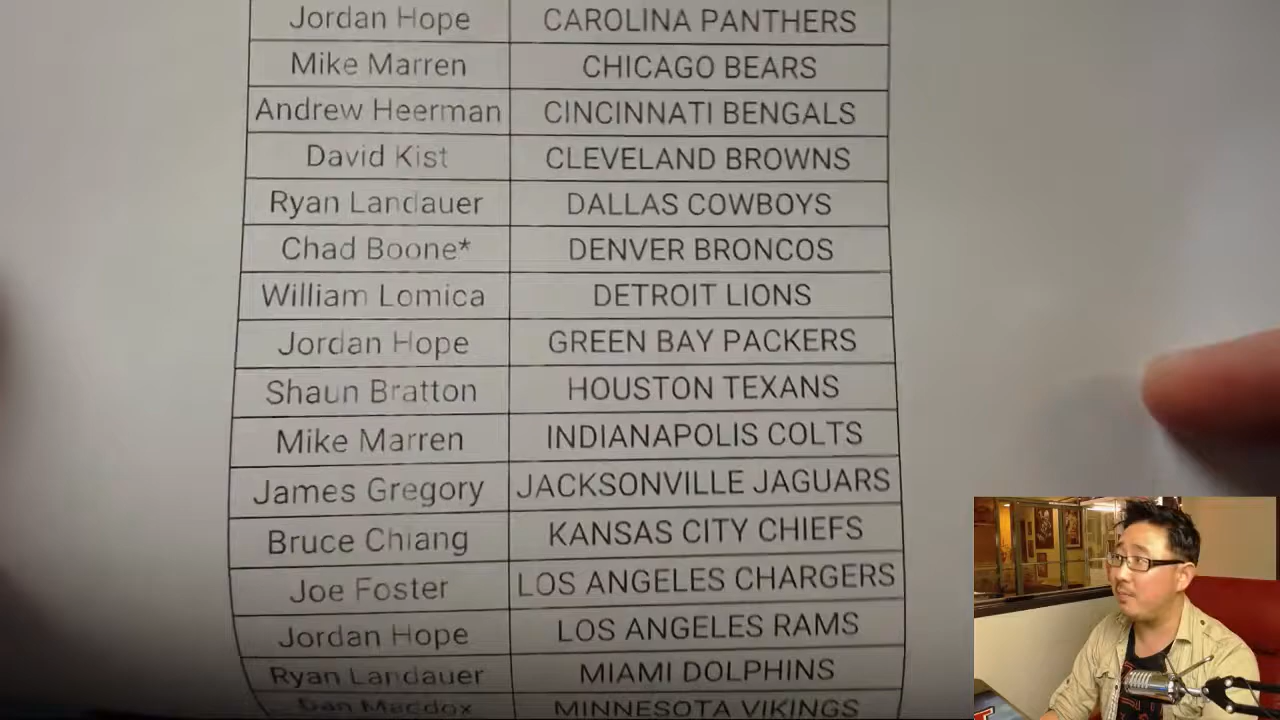 Jordan Hope CAROLINA PANTHERS
Mike Marren CHICAGO BEARS
Andrew Heerman CINCINNATI BENGALS
David Kist CLEVELAND BROWNS
Ryan Landauer DALLAS COWBOYS
Chad Boone* DENVER BRONCOS
William Lomica DETROIT LIONS
Jordan Hope GREEN BAY PACKERS
Shaun Bratton HOUSTON TEXANS
Mike Marren INDIANAPOLIS COLTS
James Gregory JACKSONVILLE JAGUARS
Bruce Chiang KANSAS CITY CHIEFS
Joe Foster LOS ANGELES CHARGERS
Jordan Hope LOS ANGELES RAMS
Ryan Landauer MIAMI DOLPHINS
Dan MINNESOTA VIKINGS